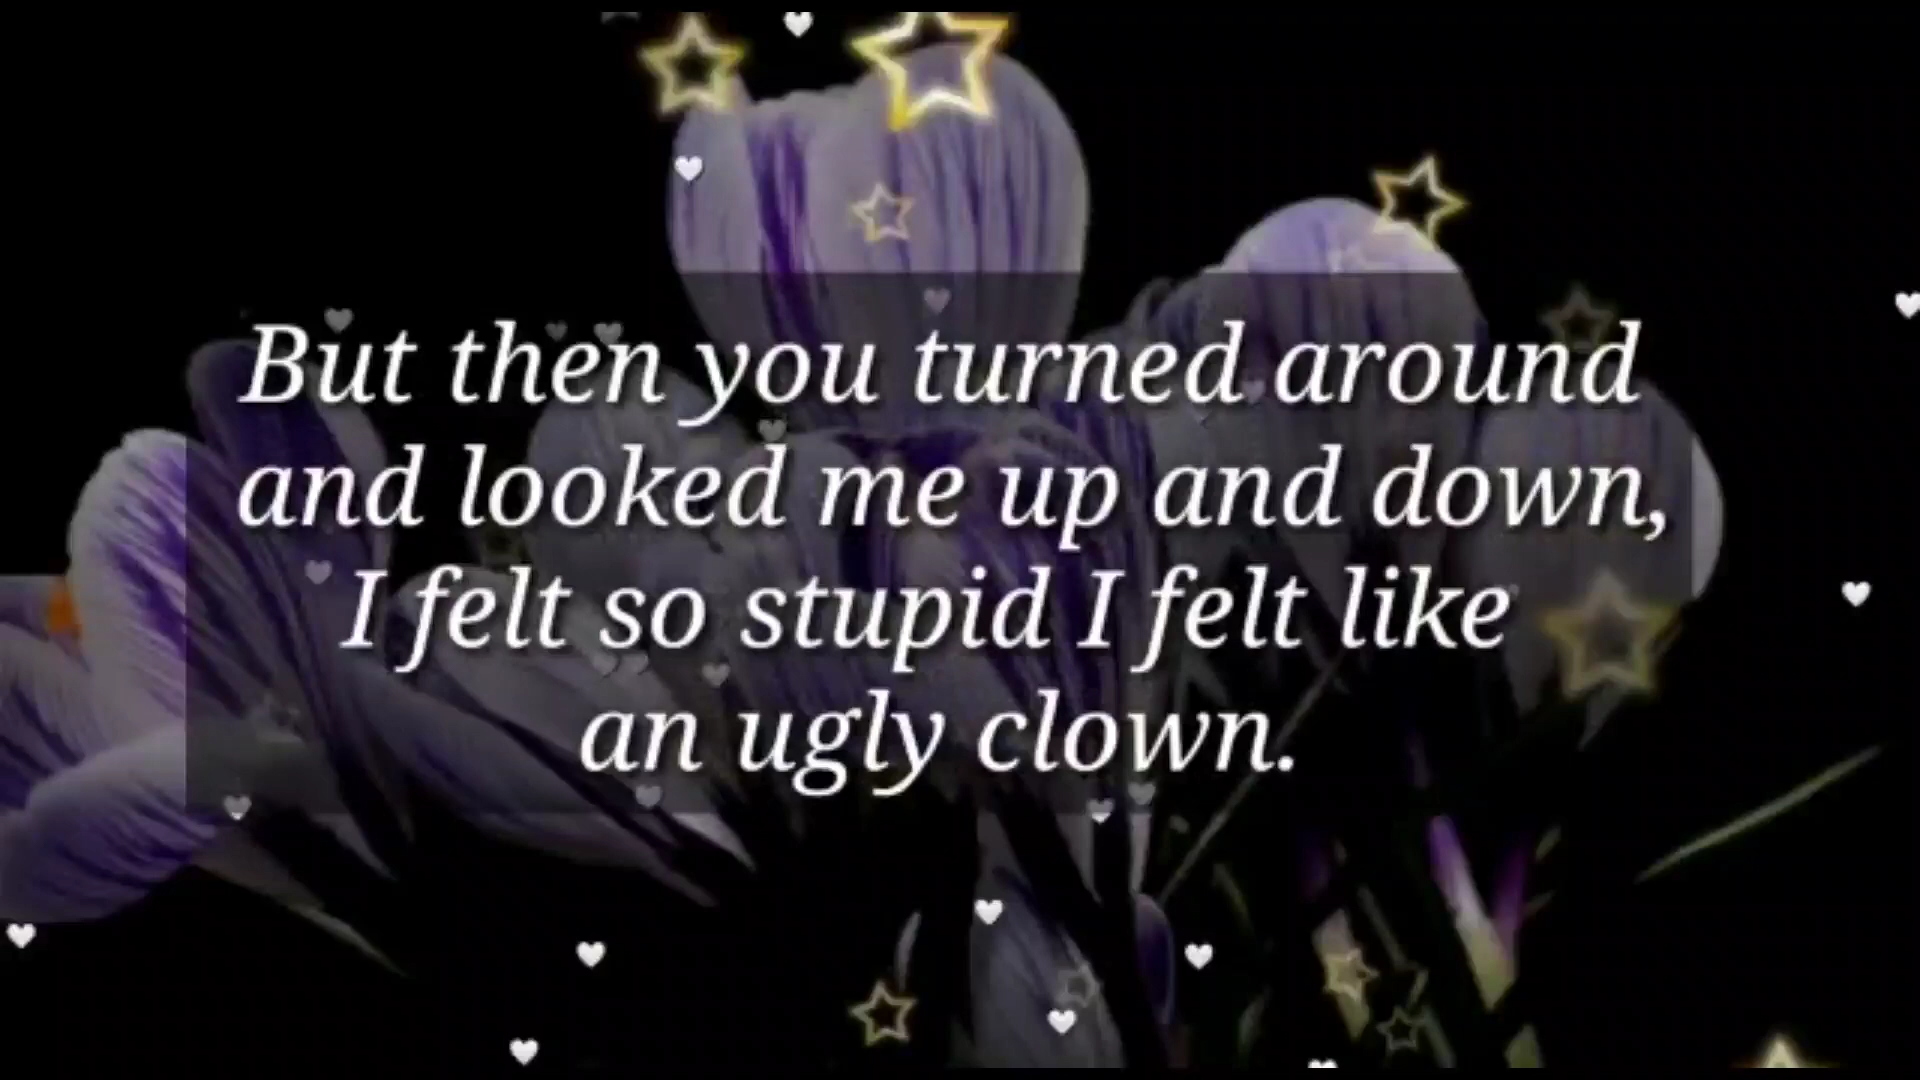 But then you turned around
and looked me up and down,
I felt so stupid I felt like
an ugly clown.